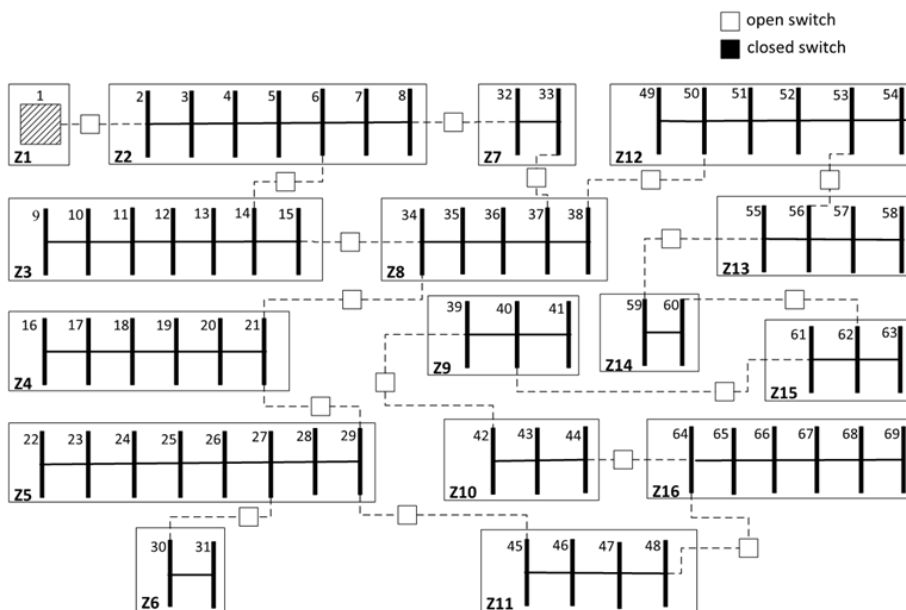 open switch
closed switch
1
Z1
2 3 4 5 6 7 8
Z2
32 33
Z7
49 50 51 52 53 54
Z12
9 10 11 12 13 14 15
Z3
34 35 36 37 38
Z8
55 56 57 58
Z13
16 17 18 19 20 21
Z4
39 40 41
Z9
59 60
Z14
61 62 63
Z15
22 23 24 25 26 27 28 29
Z5
42 43 44
Z10
64 65 66 67 68 69
Z16
30 31
Z6
45 46 47 48
Z11